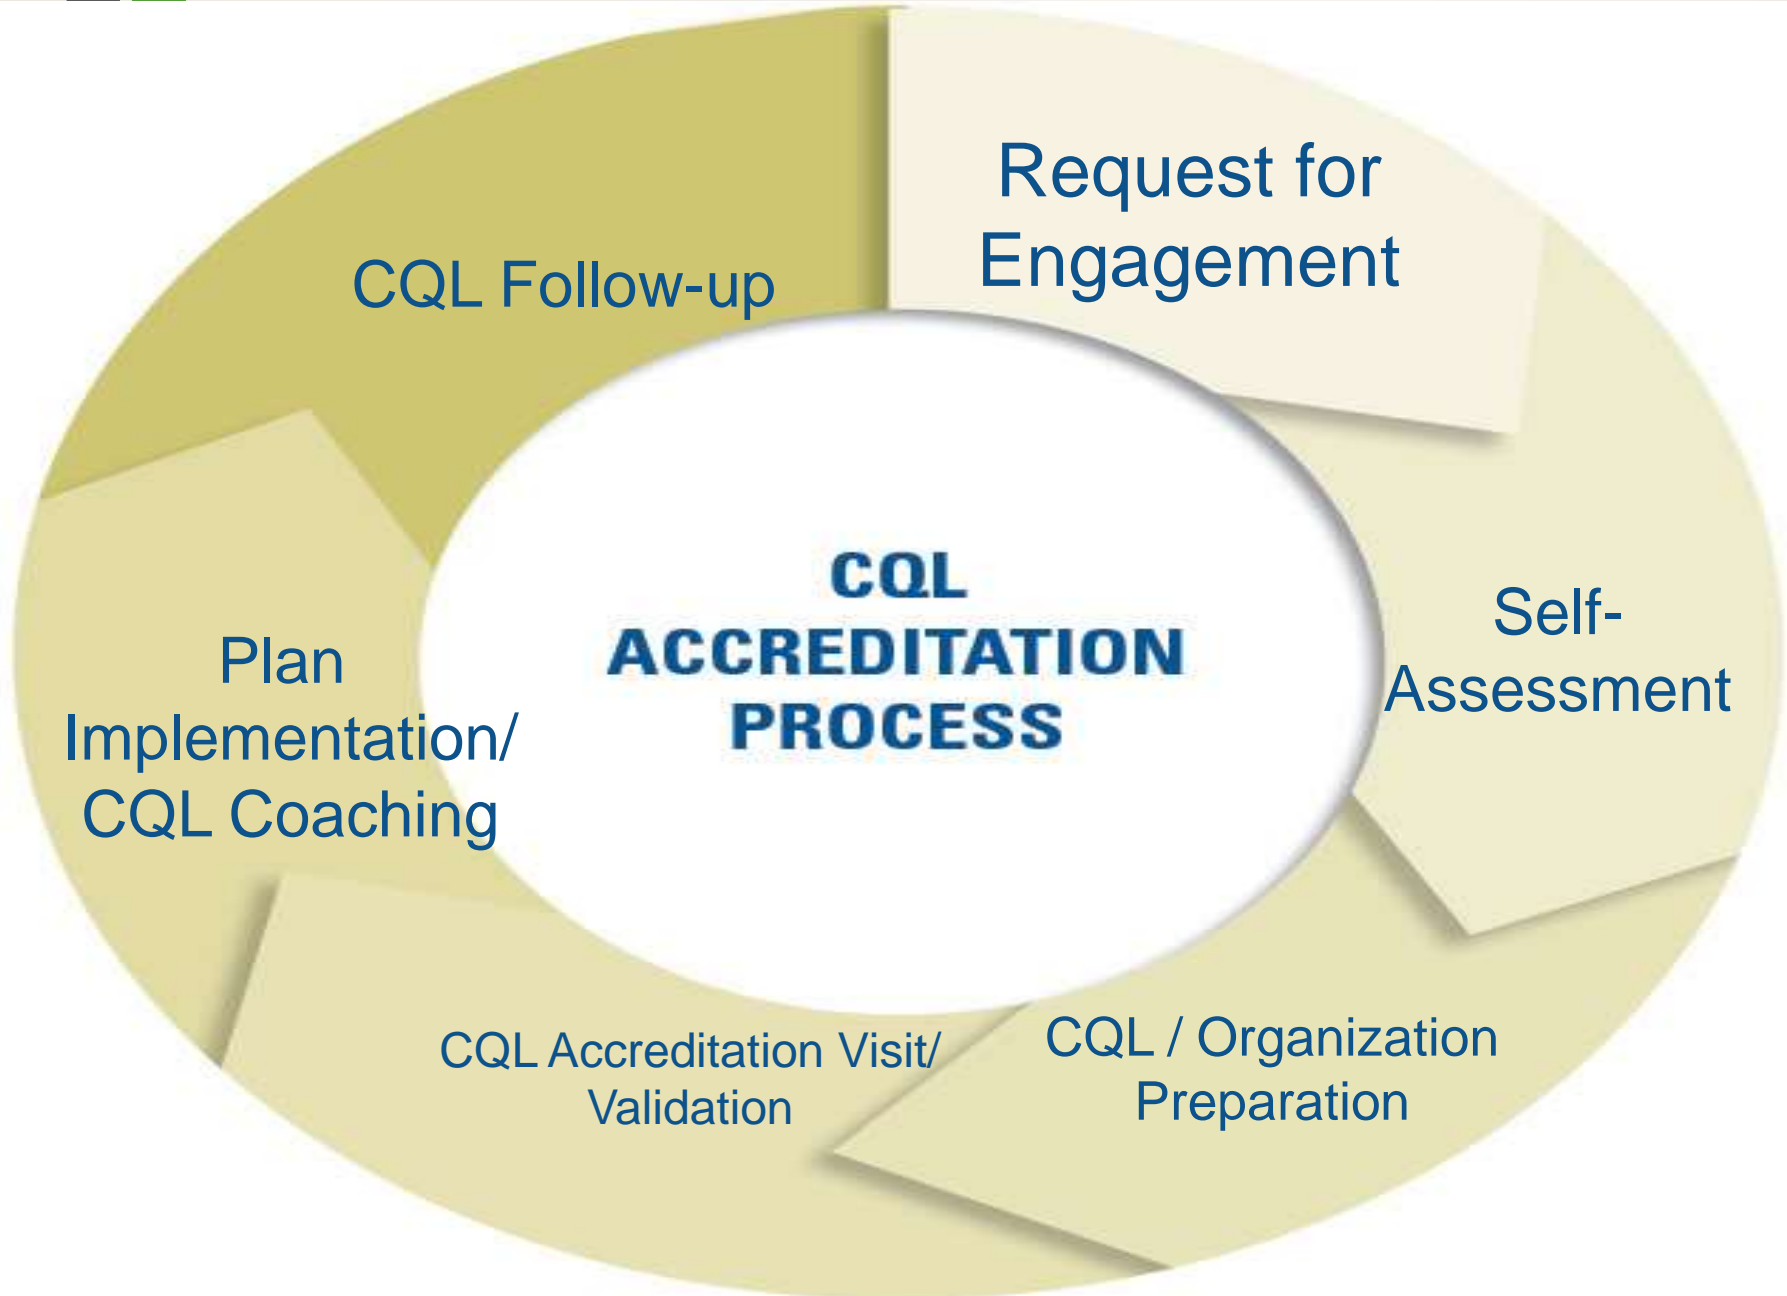 Request for
Engagement
CQL Follow-up
CQL
ACCREDITATION
PROCESS
Self-
Assessment
Plan
Implementation/
CQL Coaching
CQL / Organization
Preparation
CQL Accreditation Visit/
Validation